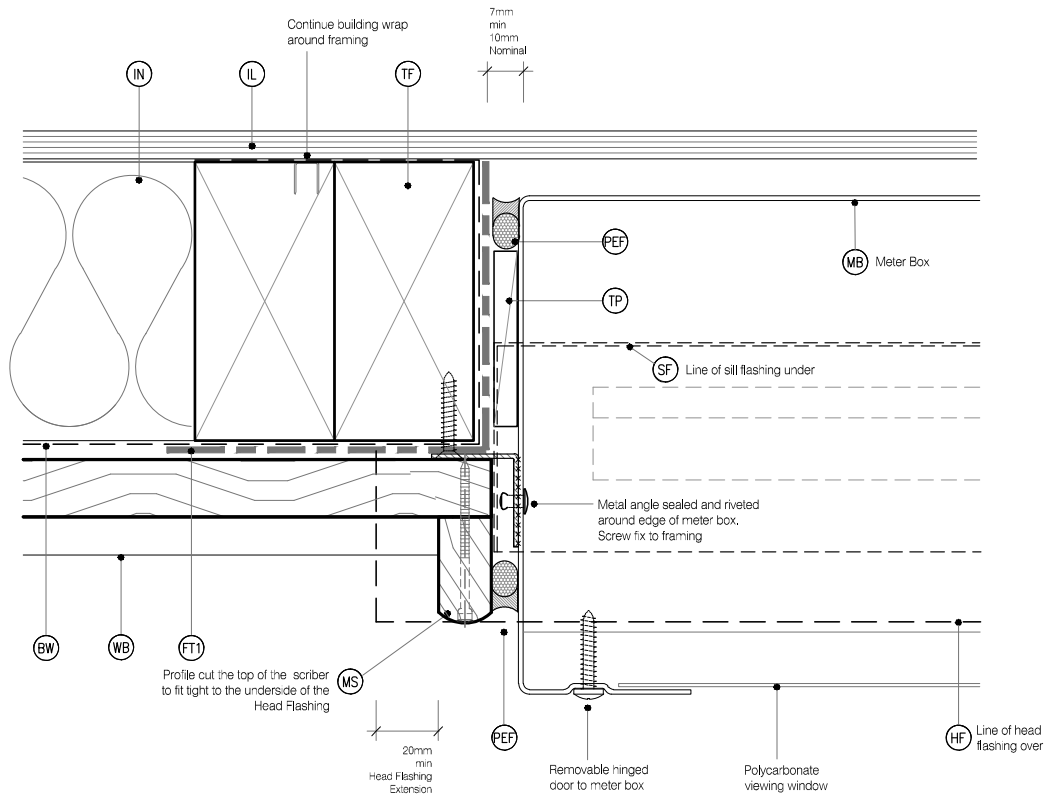 7mm
min
10mm
Nominal
Continue building wrap
around framing
IN
IL
TF
PEF
MB
Meter Box
TP
SF
Line of sill flashing under
Metal angle sealed and riveted
around edge of meter box.
Screw fix to framing
BW
WB
FT1
MS
Profile cut the top of the scriber
to fit tight to the underside of the
Head Flashing
PEF
HF
Line of head
flashing over
20mm
min
Head Flashing
Extension
Removable hinged
door to meter box
Polycarbonate
viewing window